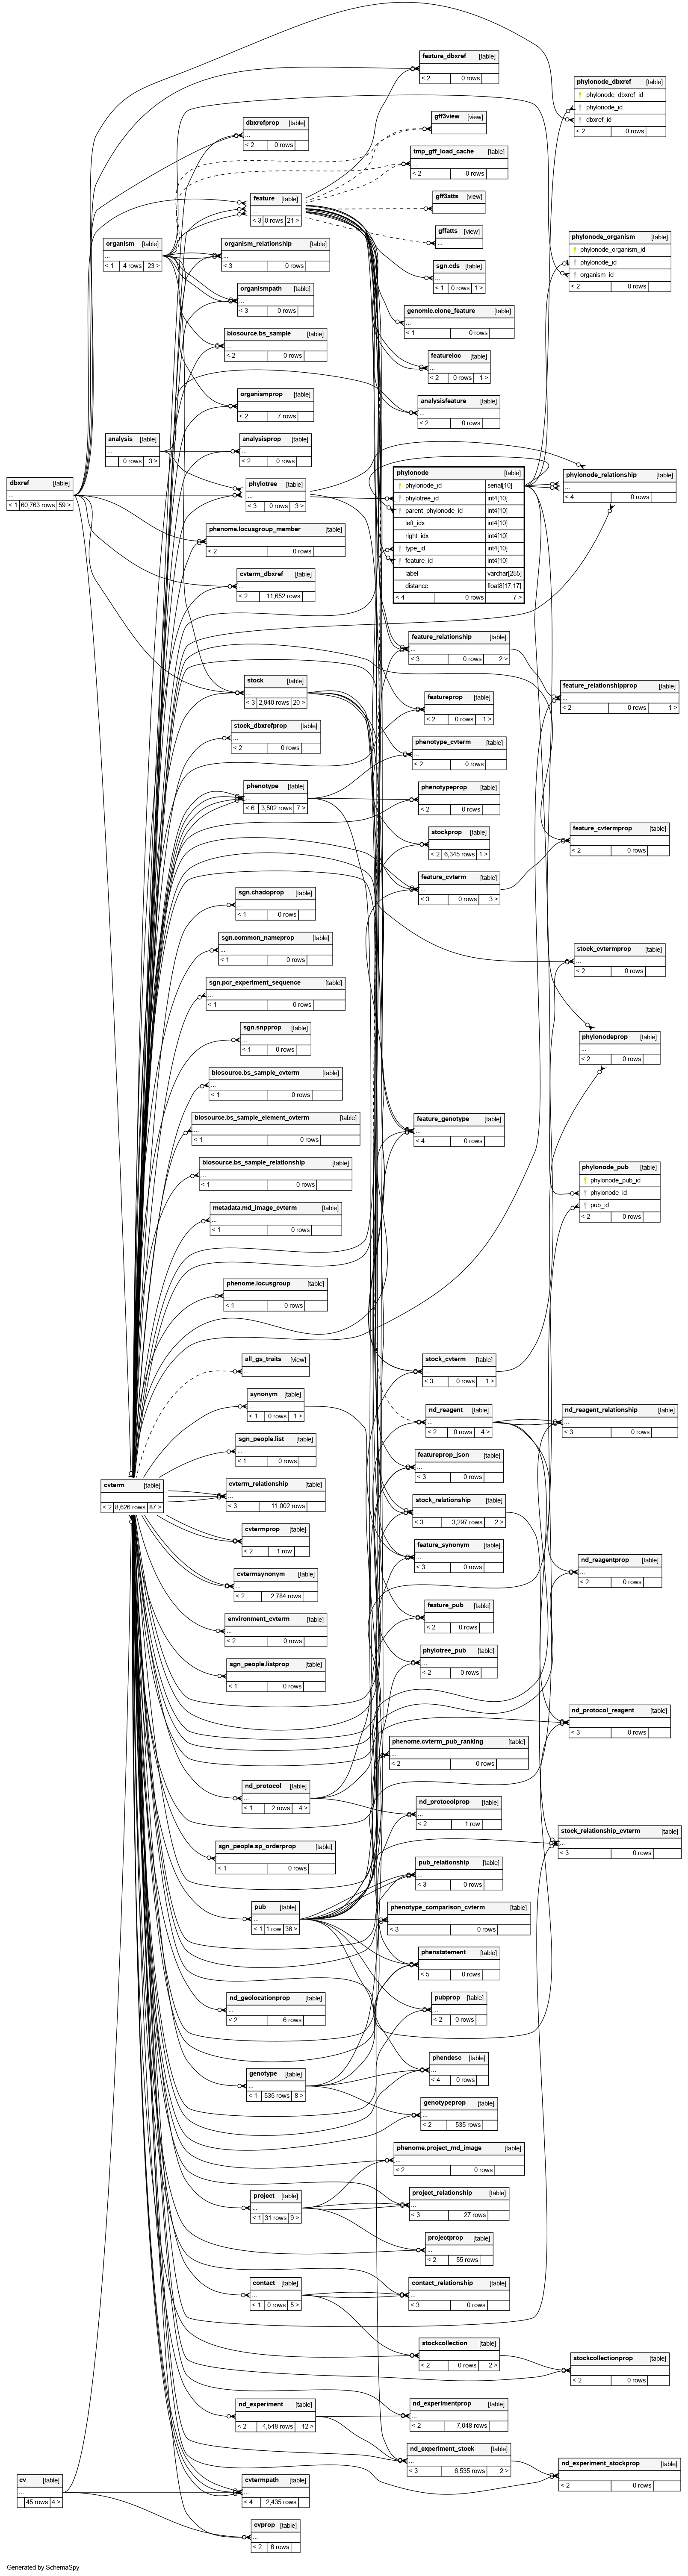 feature_dbxref [table]
...
< 2 0 rows
phylonode_dbxref [table]
phylonode_dbxref_id
phylonode_id
dbxref_id
< 2 0 rows
dbxrefprop [table]
...
< 2 0 rows
gff3view [view]
...
tmp_gff_load_cache [table]
...
< 2 0 rows
feature [table]
...
< 3 0 rows 21 >
gff3atts [view]
...
gffatts [view]
...
organism [table]
...
< 1 4 rows 23 >
organism_relationship [table]
...
< 3 0 rows
phylonode_organism [table]
phylonode_organism_id
phylonode_id
organism_id
< 2 0 rows
sgn.cds [table]
...
< 1 0 rows 1 >
organismpath [table]
...
< 3 0 rows
genomic.clone_feature [table]
...
< 1 0 rows
biosource.bs_sample [table]
...
< 2 0 rows
featureloc [table]
...
< 2 0 rows 1 >
organismprop [table]
...
< 2 7 rows
analysisfeature [table]
...
< 2 0 rows
analysis [table]
...
0 rows 3 >
analysisprop [table]
...
< 2 0 rows
dbxref [table]
...
< 1 60,763 rows 59 >
phylotree [table]
...
< 3 0 rows 3 >
phylonode [table]
phylonode_id serial[10]
phylotree_id int4[10]
parent_phylonode_id int4[10]
left_idx int4[10]
right_idx int4[10]
type_id int4[10]
feature_id int4[10]
label varchar[255]
distance float8[17,17]
< 4 0 rows 7 >
phylonode_relationship [table]
...
< 4 0 rows
phenome.locusgroup_member [table]
...
< 2 0 rows
cvterm_dbxref [table]
...
< 2 11,652 rows
feature_relationship [table]
...
< 3 0 rows 2 >
stock [table]
...
< 3 2,940 rows 20 >
featureprop [table]
...
< 2 0 rows 1 >
feature_relationshipprop [table]
...
< 2 0 rows 1 >
stock_dbxrefprop [table]
...
< 2 0 rows
phenotype_cvterm [table]
...
< 2 0 rows
phenotype [table]
...
< 6 3,502 rows 7 >
phenotypeprop [table]
...
< 2 0 rows
stockprop [table]
...
< 2 6,345 rows 1 >
feature_cvtermprop [table]
...
< 2 0 rows
feature_cvterm [table]
...
< 3 0 rows 3 >
sgn.chadoprop [table]
...
< 1 0 rows
sgn.common_nameprop [table]
...
< 1 0 rows
stock_cvtermprop [table]
...
< 2 0 rows
sgn.pcr_experiment_sequence [table]
...
< 1 0 rows
sgn.snpprop [table]
...
< 1 0 rows
phylonodeprop [table]
...
< 2 0 rows
biosource.bs_sample_cvterm [table]
...
< 1 0 rows
biosource.bs_sample_element_cvterm [table]
...
< 1 0 rows
feature_genotype [table]
...
< 4 0 rows
biosource.bs_sample_relationship [table]
...
< 1 0 rows
phylonode_pub [table]
phylonode_pub_id
phylonode_id
pub_id
< 2 0 rows
metadata.md_image_cvterm [table]
...
< 1 0 rows
phenome.locusgroup [table]
...
< 1 0 rows
all_gs_traits [view]
...
stock_cvterm [table]
...
< 3 0 rows 1 >
synonym [table]
...
< 1 0 rows 1 >
nd_reagent [table]
...
< 2 0 rows 4 >
nd_reagent_relationship [table]
...
< 3 0 rows
sgn_people.list [table]
...
< 1 0 rows
featureprop_json [table]
...
< 3 0 rows
cvterm [table]
...
< 2 8,626 rows 87 >
cvterm_relationship [table]
...
< 3 11,002 rows
stock_relationship [table]
...
< 3 3,297 rows 2 >
cvtermprop [table]
...
< 2 1 row
feature_synonym [table]
...
< 3 0 rows
cvtermsynonym [table]
...
< 2 2,784 rows
nd_reagentprop [table]
...
< 2 0 rows
environment_cvterm [table]
...
< 2 0 rows
feature_pub [table]
...
< 2 0 rows
sgn_people.listprop [table]
...
< 1 0 rows
phylotree_pub [table]
...
< 2 0 rows
nd_protocol_reagent [table]
...
< 3 0 rows
phenome.cvterm_pub_ranking [table]
...
< 2 0 rows
nd_protocol [table]
...
< 1 2 rows 4 >
nd_protocolprop [table]
...
< 2 1 row
stock_relationship_cvterm [table]
...
< 3 0 rows
sgn_people.sp_orderprop [table]
...
< 1 0 rows
pub_relationship [table]
...
< 3 0 rows
pub [table]
...
< 1 1 row 36 >
phenotype_comparison_cvterm [table]
...
< 3 0 rows
phenstatement [table]
...
< 5 0 rows
nd_geolocationprop [table]
...
< 2 6 rows
pubprop [table]
...
< 2 0 rows
genotype [table]
...
< 1 535 rows 8 >
phendesc [table]
...
< 4 0 rows
genotypeprop [table]
...
< 2 535 rows
phenome.project_md_image [table]
...
< 2 0 rows
project [table]
...
< 1 31 rows 9 >
project_relationship [table]
...
< 3 27 rows
projectprop [table]
...
< 2 55 rows
contact [table]
...
< 1 0 rows 5 >
contact_relationship [table]
...
< 3 0 rows
stockcollection [table]
...
< 2 0 rows 2 >
stockcollectionprop [table]
...
< 2 0 rows
nd_experiment [table]
...
< 2 4,548 rows 12 >
nd_experimentprop [table]
...
< 2 7,048 rows
nd_experiment_stock [table]
...
< 3 6,535 rows 2 >
nd_experiment_stockprop [table]
...
< 2 0 rows
cv [table]
...
45 rows 4 >
cvtermpath [table]
...
< 4 2,435 rows
cvprop [table]
...
< 2 6 rows
Generated by SchemaSpy